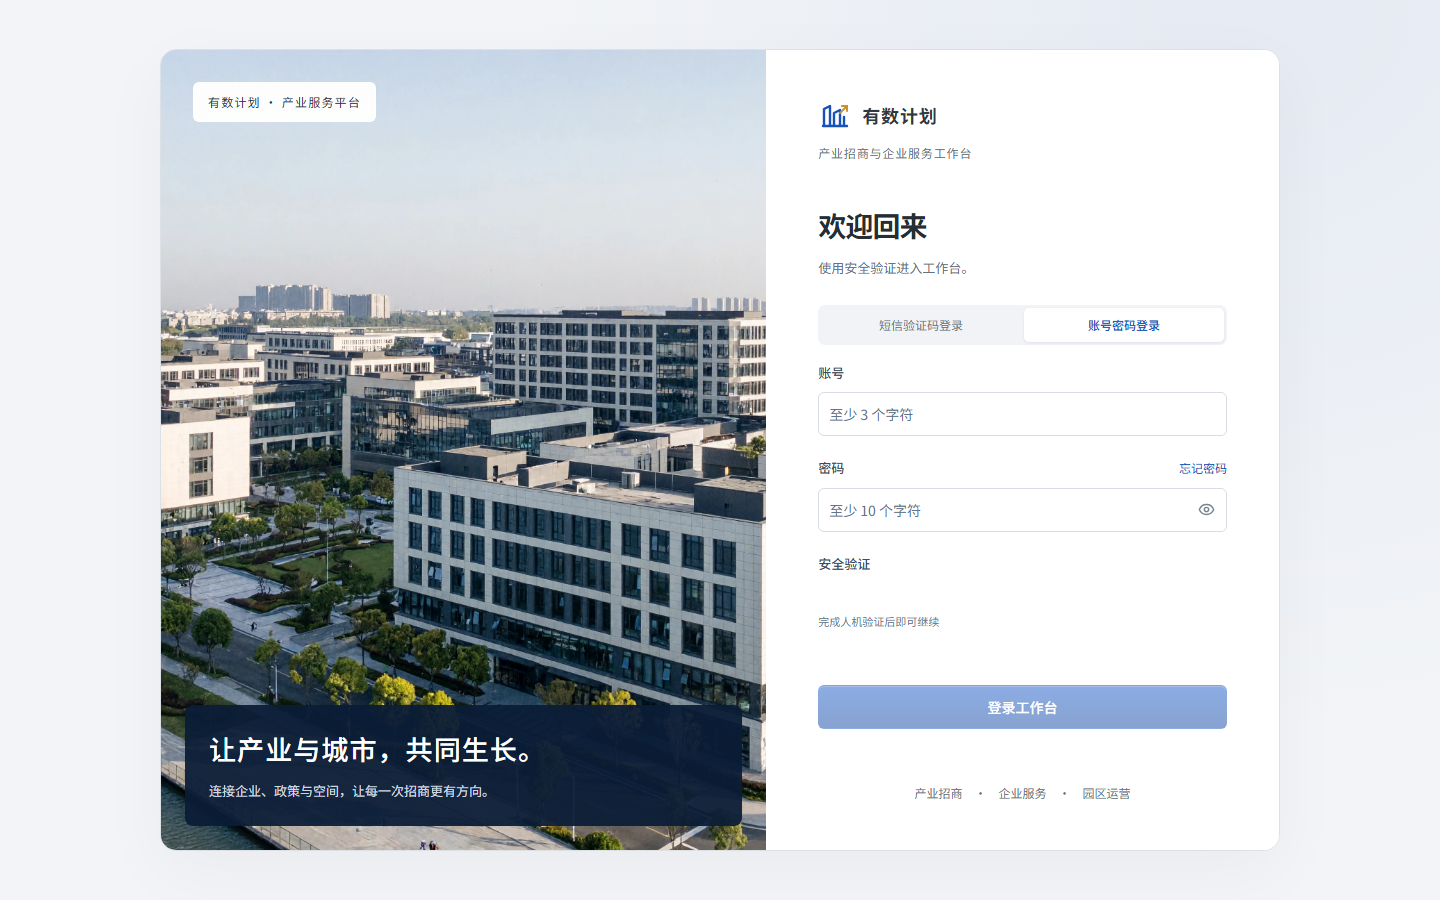 有数计划 • 产业服务平台
让产业与城市，共同生长。
连接企业、政策与空间，让每一次招商更有方向。
有数计划
产业招商与企业服务工作台
欢迎回来
使用安全验证进入工作台。
短信验证码登录 账号密码登录
账号
至少 3 个字符
密码 忘记密码
至少 10 个字符
安全验证
完成人机验证后即可继续
登录工作台
产业招商 • 企业服务 • 园区运营